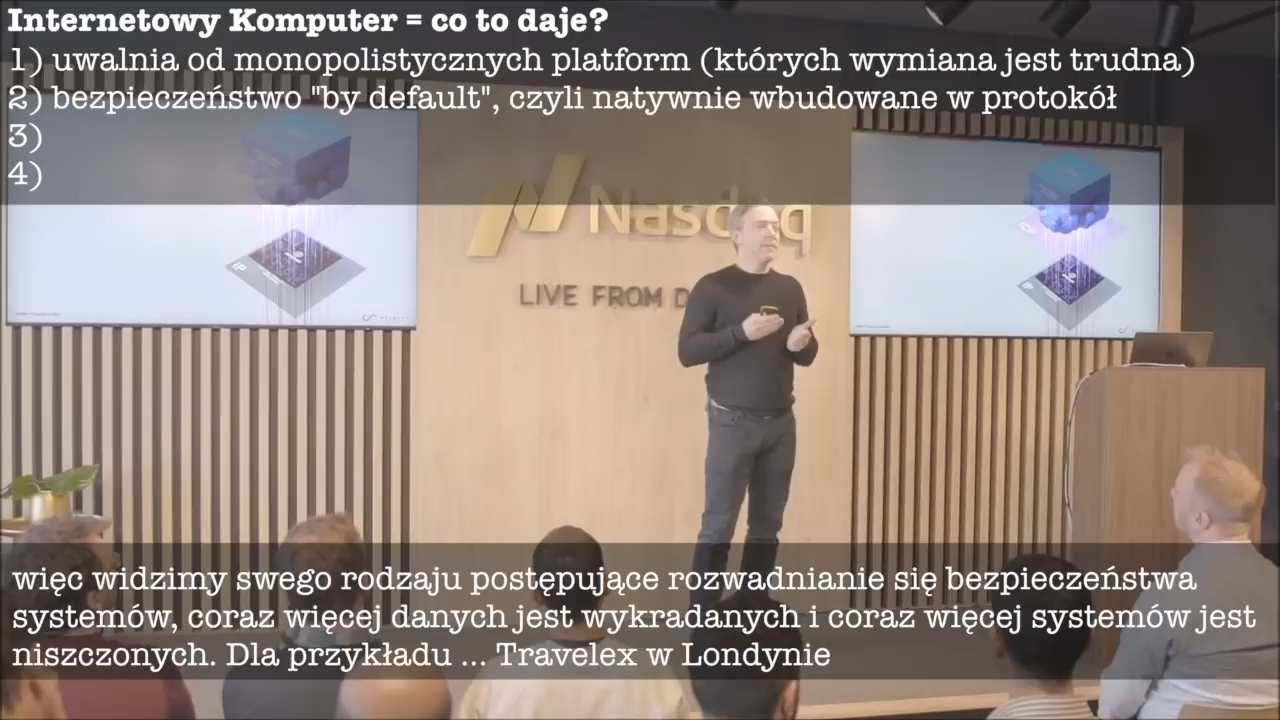 Internetowy Komputer = co to daje?
1) uwalnia od monopolistycznych platform (których wymiana jest trudna)
2) bezpieczeństwo "by default", czyli natywnie wbudowane w protokół
3)
4)
Nasdaq
LIVE FROM D
więc widzimy swego rodzaju postępujące rozwadnianie się bezpieczeństwa
systemów, coraz więcej danych jest wykradanych i coraz więcej systemów jest
niszczonych. Dla przykładu ... Travelex w Londynie